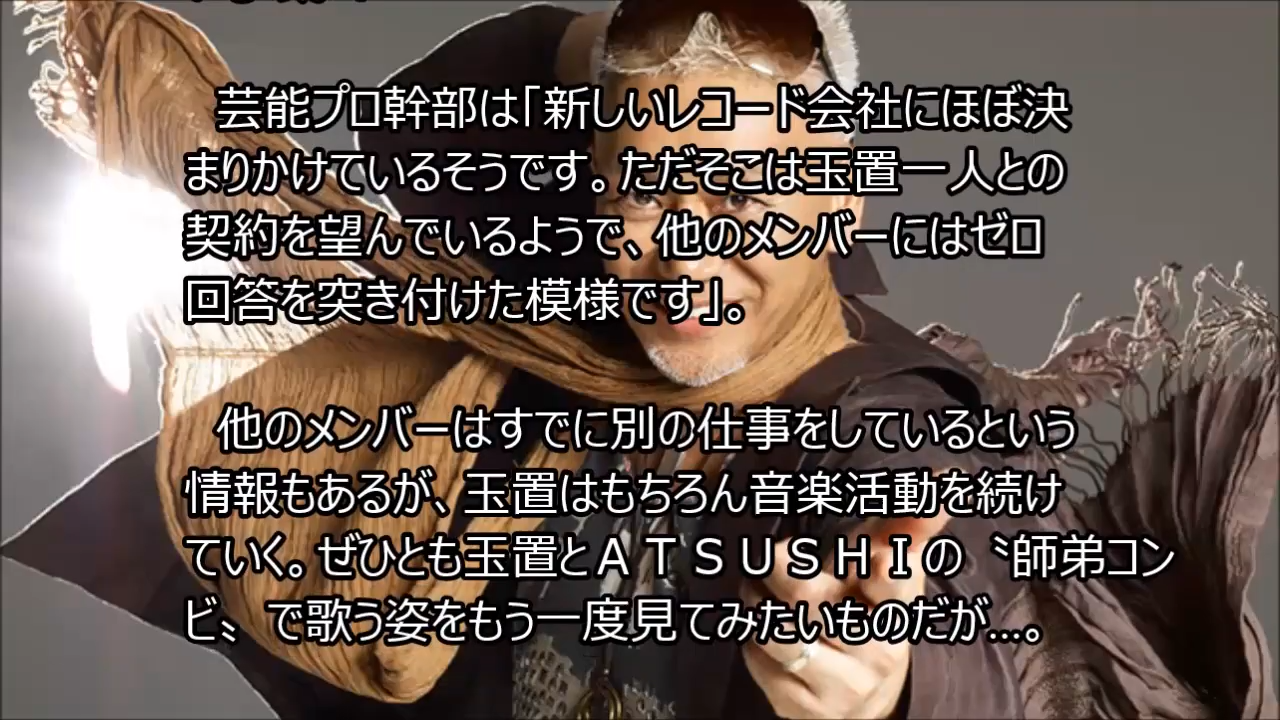 芸能プロ幹部は「新しいレコード会社にほぼ決
まりかけているそうです。ただそこは玉置一人との
契約を望んでいるようで、他のメンバーにはゼロ
回答を突き付けた模様です」。
他のメンバーはすでに別の仕事をしているという
情報もあるが、玉置はもちろん音楽活動を続け
ていく。ぜひとも玉置とＡＴＳＵＳＨＩの〝師弟コン
ビ〟で歌う姿をもう一度見てみたいものだが…。